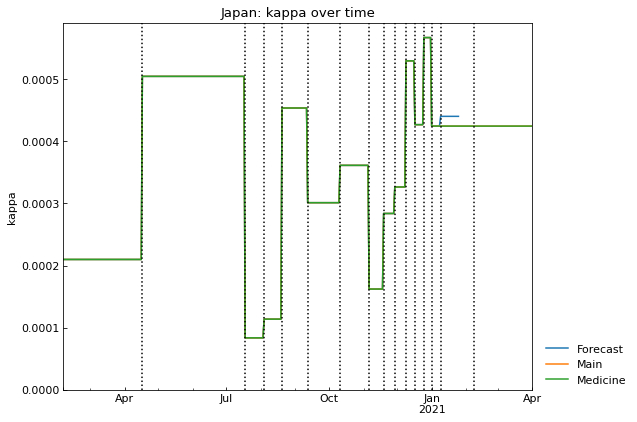 Japan: kappa over time
kappa
0.0005
0.0004
0.0003
0.0002
0.0001
0.0000
Apr
Jul
Oct
Jan
2021
Apr
Forecast
Main
Medicine